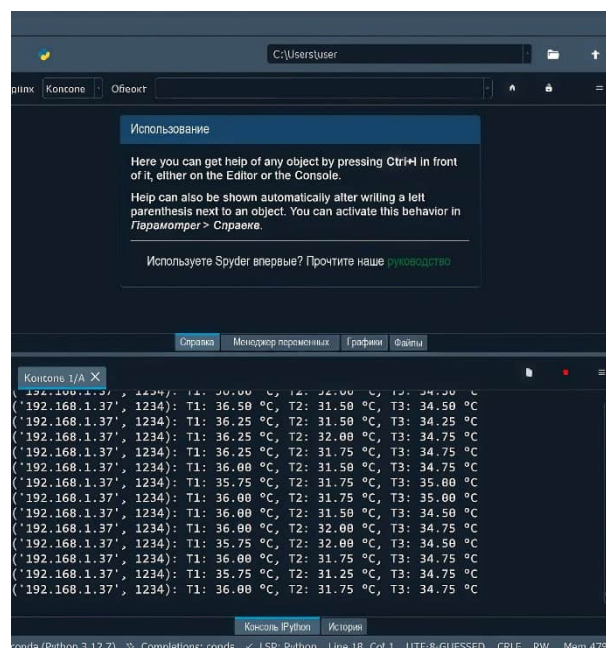 C:\Users\user
Консоле Обеокт
Использование
Here you can get heip of any object by pressing Ctri+I in front
of it, elther on the Editor or the Console.
Heip can also be shown automatically alter writing a left
parenthesis next to an object. You can activate this behavior in
Пирамотрег > Справке.
Используете Spyder впервые? Прочтите наше руководство
Справка Менеджор перомонных Графики Файлы
Консоль 1/A X
('192.168.1.37', 1234): T1: 36.50 °C, T2: 31.50 °C, T3: 34.50 °C
('192.168.1.37', 1234): T1: 36.25 °C, T2: 31.50 °C, T3: 34.25 °C
('192.168.1.37', 1234): T1: 36.25 °C, T2: 32.00 °C, T3: 34.75 °C
('192.168.1.37', 1234): T1: 36.25 °C, T2: 31.75 °C, T3: 34.75 °C
('192.168.1.37', 1234): T1: 36.00 °C, T2: 31.50 °C, T3: 34.75 °C
('192.168.1.37', 1234): T1: 35.75 °C, T2: 31.75 °C, T3: 35.00 °C
('192.168.1.37', 1234): T1: 36.00 °C, T2: 31.75 °C, T3: 35.00 °C
('192.168.1.37', 1234): T1: 36.00 °C, T2: 31.50 °C, T3: 34.50 °C
('192.168.1.37', 1234): T1: 36.00 °C, T2: 32.00 °C, T3: 34.75 °C
('192.168.1.37', 1234): T1: 35.75 °C, T2: 32.00 °C, T3: 34.50 °C
('192.168.1.37', 1234): T1: 36.00 °C, T2: 31.75 °C, T3: 34.75 °C
('192.168.1.37', 1234): T1: 35.75 °C, T2: 31.25 °C, T3: 34.75 °C
('192.168.1.37', 1234): T1: 36.00 °C, T2: 31.75 °C, T3: 34.75 °C
Консоль IPython История
(Python 3.12.7) Completions: conda ✓ LSP: Python Line 18, Col 1 UTF-8-GUESSED CRLF RW Mem 47%